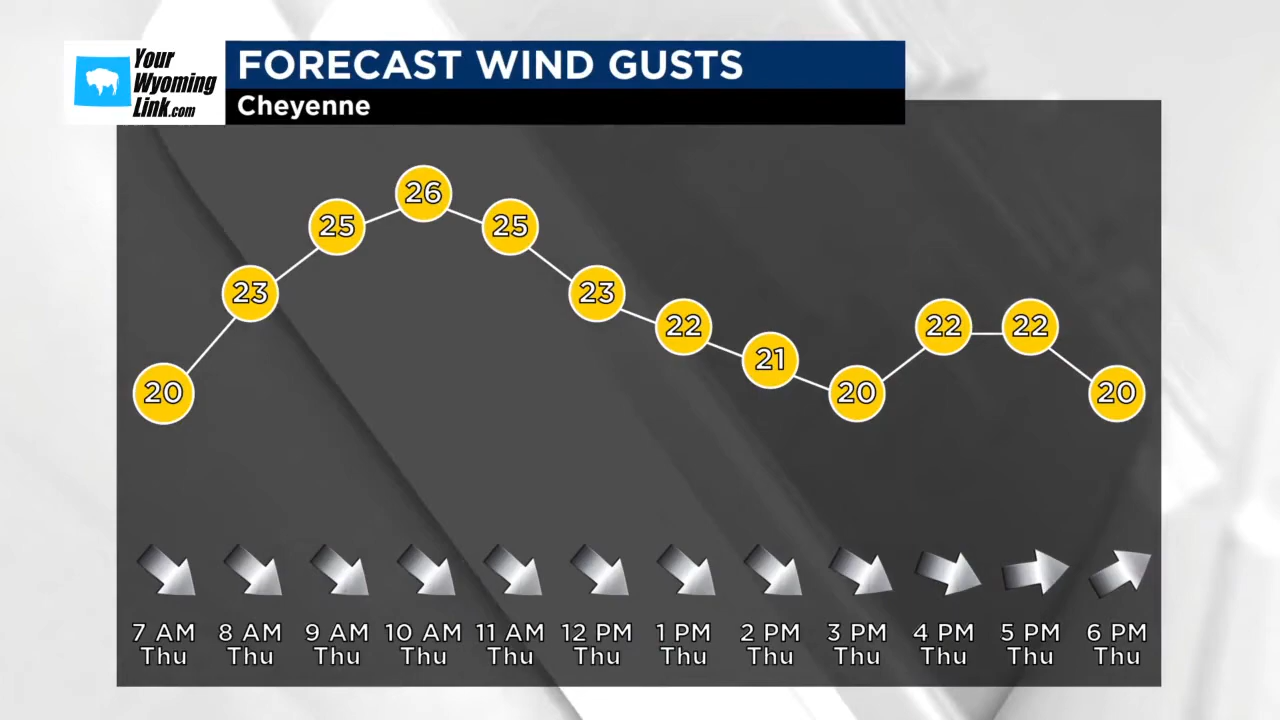 Your
Wyoming
Link.com
FORECAST WIND GUSTS
Cheyenne
20 23 25 26 25 23 22 21 20 22 22 20
7 AM 8 AM 9 AM 10 AM 11 AM 12 PM 1 PM 2 PM 3 PM 4 PM 5 PM 6 PM
Thu Thu Thu Thu Thu Thu Thu Thu Thu Thu Thu Thu